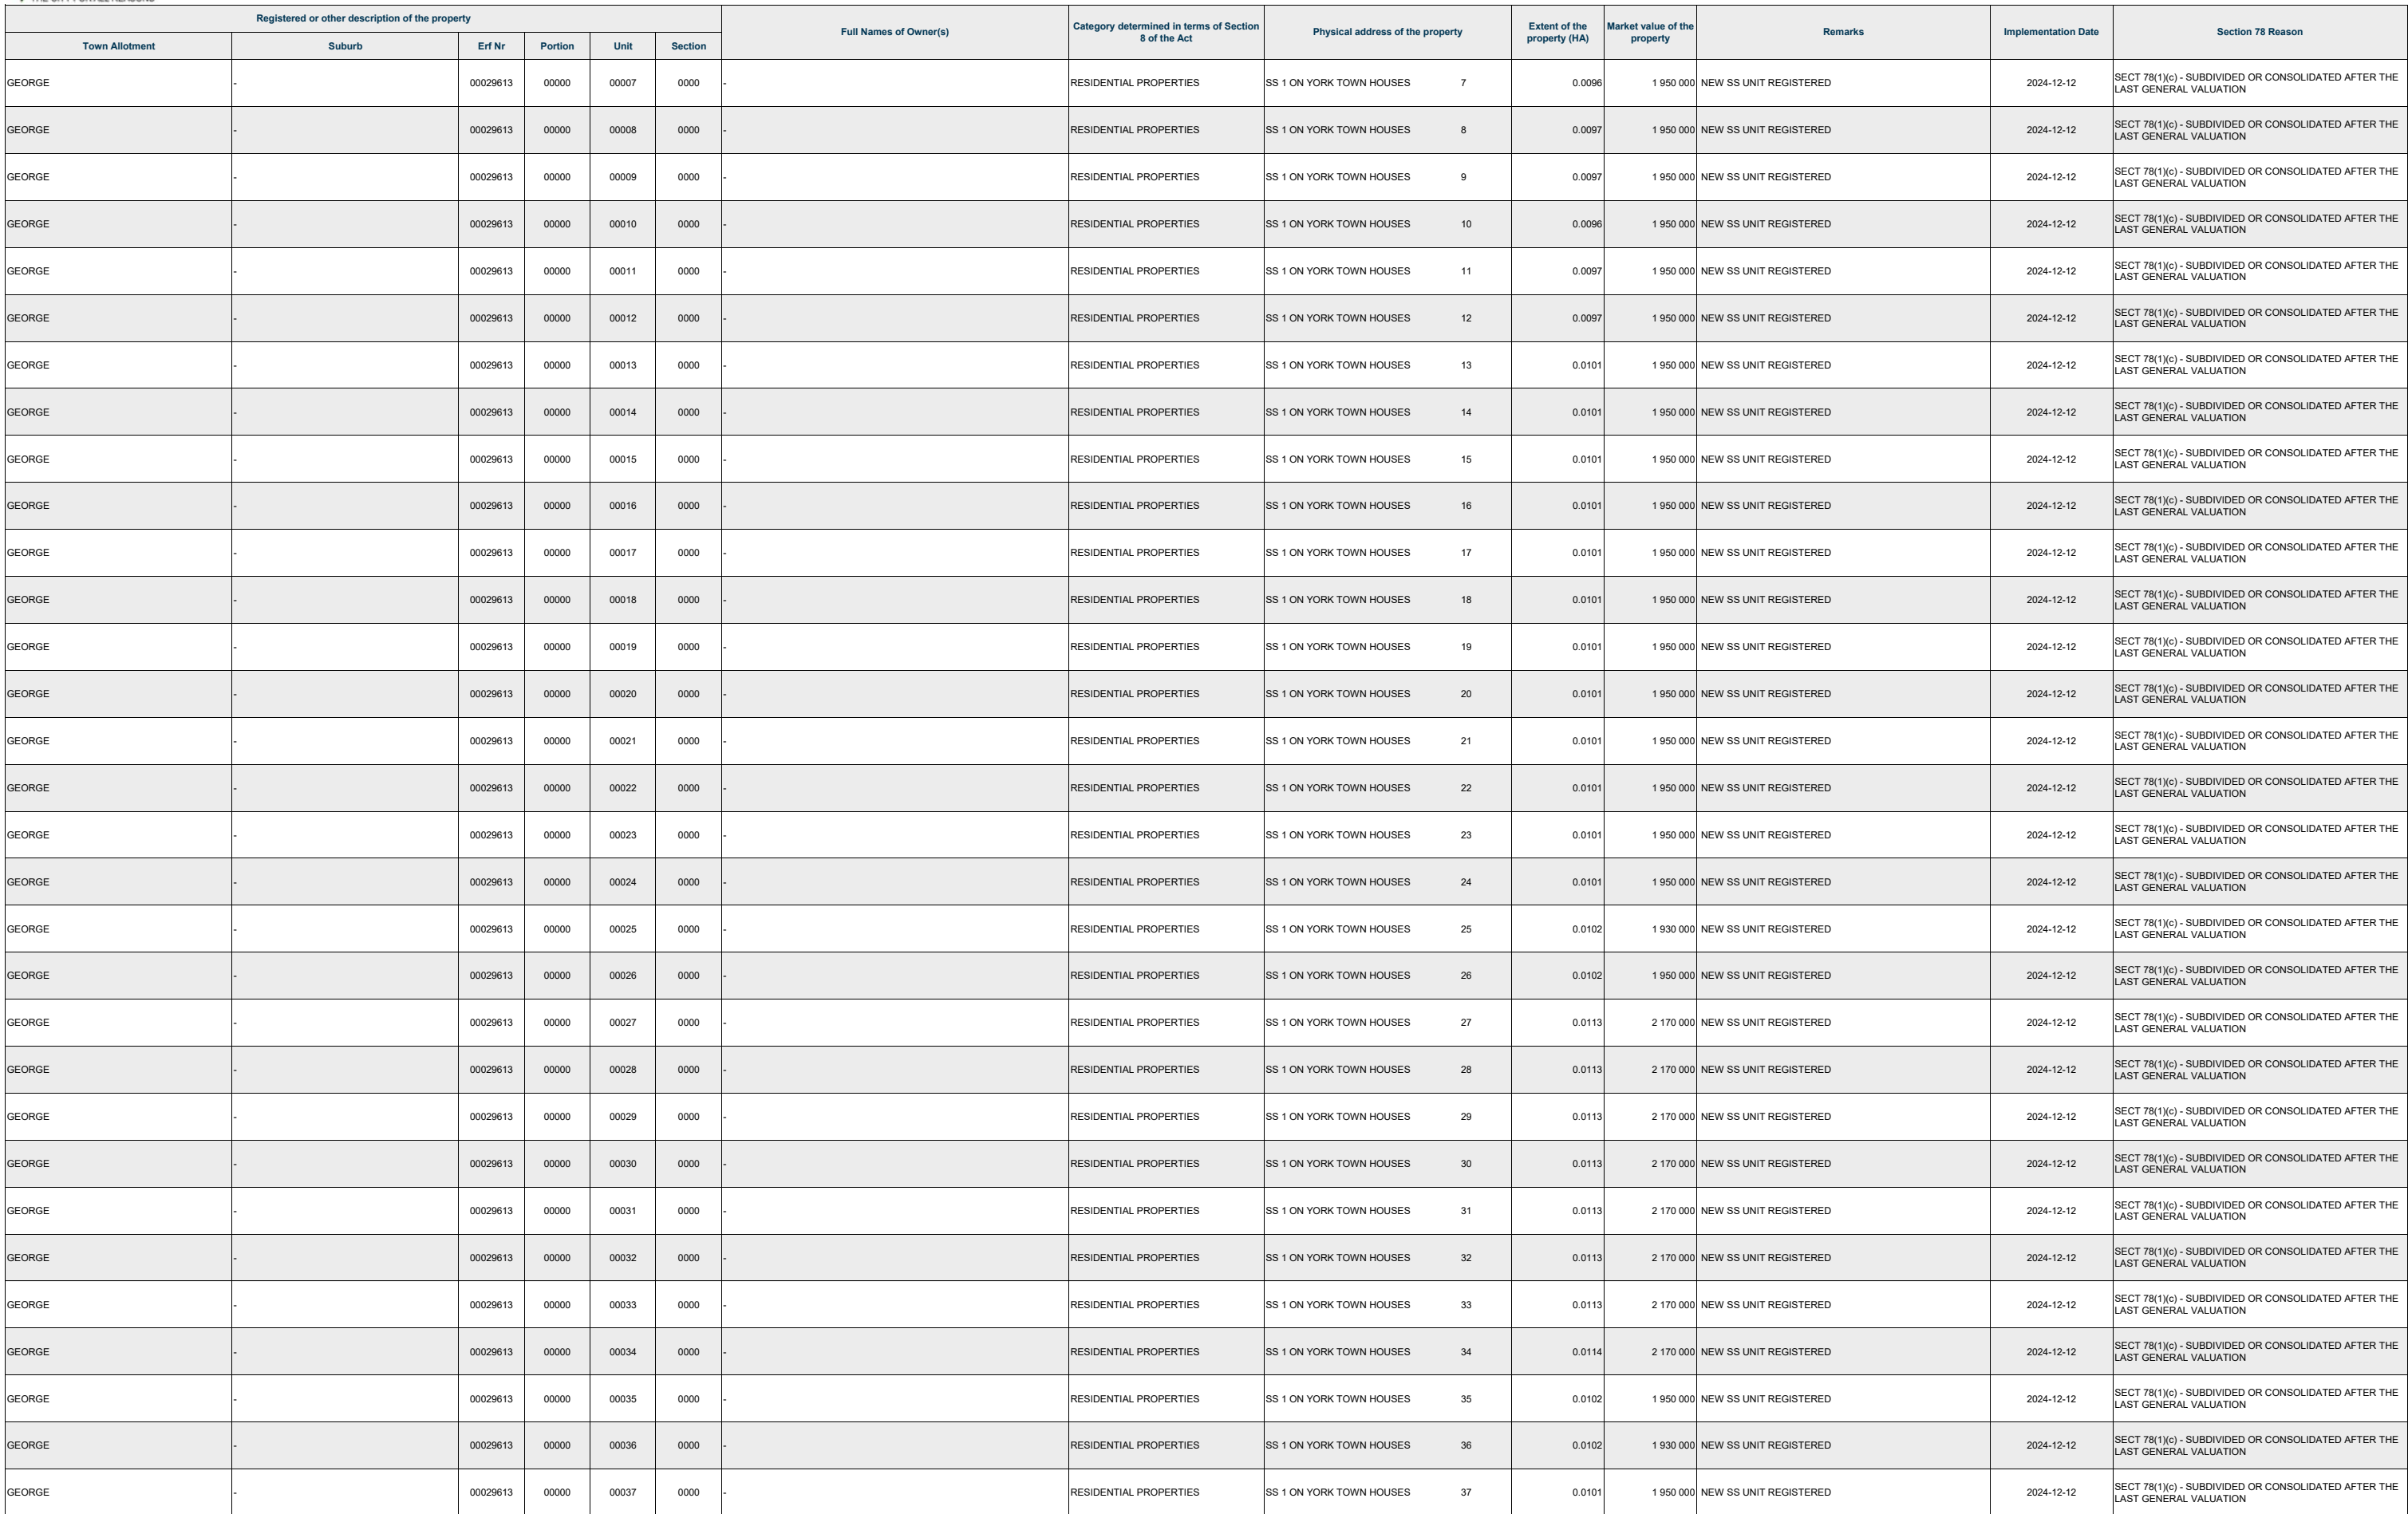 THE CITY FOR ALL REASONS
Registered or other description of the property Full Names of Owner(s) Category determined in terms of Section 8 of the Act Physical address of the property Extent of the property (HA) Market value of the property Remarks Implementation Date Section 78 Reason
Town Allotment Suburb Erf Nr Portion Unit Section
GEORGE - 00029613 00000 00007 0000 - RESIDENTIAL PROPERTIES SS 1 ON YORK TOWN HOUSES 7 0.0096 1 950 000 NEW SS UNIT REGISTERED 2024-12-12 SECT 78(1)(c) - SUBDIVIDED OR CONSOLIDATED AFTER THE LAST GENERAL VALUATION
GEORGE - 00029613 00000 00008 0000 - RESIDENTIAL PROPERTIES SS 1 ON YORK TOWN HOUSES 8 0.0097 1 950 000 NEW SS UNIT REGISTERED 2024-12-12 SECT 78(1)(c) - SUBDIVIDED OR CONSOLIDATED AFTER THE LAST GENERAL VALUATION
GEORGE - 00029613 00000 00009 0000 - RESIDENTIAL PROPERTIES SS 1 ON YORK TOWN HOUSES 9 0.0097 1 950 000 NEW SS UNIT REGISTERED 2024-12-12 SECT 78(1)(c) - SUBDIVIDED OR CONSOLIDATED AFTER THE LAST GENERAL VALUATION
GEORGE - 00029613 00000 00010 0000 - RESIDENTIAL PROPERTIES SS 1 ON YORK TOWN HOUSES 10 0.0096 1 950 000 NEW SS UNIT REGISTERED 2024-12-12 SECT 78(1)(c) - SUBDIVIDED OR CONSOLIDATED AFTER THE LAST GENERAL VALUATION
GEORGE - 00029613 00000 00011 0000 - RESIDENTIAL PROPERTIES SS 1 ON YORK TOWN HOUSES 11 0.0097 1 950 000 NEW SS UNIT REGISTERED 2024-12-12 SECT 78(1)(c) - SUBDIVIDED OR CONSOLIDATED AFTER THE LAST GENERAL VALUATION
GEORGE - 00029613 00000 00012 0000 - RESIDENTIAL PROPERTIES SS 1 ON YORK TOWN HOUSES 12 0.0097 1 950 000 NEW SS UNIT REGISTERED 2024-12-12 SECT 78(1)(c) - SUBDIVIDED OR CONSOLIDATED AFTER THE LAST GENERAL VALUATION
GEORGE - 00029613 00000 00013 0000 - RESIDENTIAL PROPERTIES SS 1 ON YORK TOWN HOUSES 13 0.0101 1 950 000 NEW SS UNIT REGISTERED 2024-12-12 SECT 78(1)(c) - SUBDIVIDED OR CONSOLIDATED AFTER THE LAST GENERAL VALUATION
GEORGE - 00029613 00000 00014 0000 - RESIDENTIAL PROPERTIES SS 1 ON YORK TOWN HOUSES 14 0.0101 1 950 000 NEW SS UNIT REGISTERED 2024-12-12 SECT 78(1)(c) - SUBDIVIDED OR CONSOLIDATED AFTER THE LAST GENERAL VALUATION
GEORGE - 00029613 00000 00015 0000 - RESIDENTIAL PROPERTIES SS 1 ON YORK TOWN HOUSES 15 0.0101 1 950 000 NEW SS UNIT REGISTERED 2024-12-12 SECT 78(1)(c) - SUBDIVIDED OR CONSOLIDATED AFTER THE LAST GENERAL VALUATION
GEORGE - 00029613 00000 00016 0000 - RESIDENTIAL PROPERTIES SS 1 ON YORK TOWN HOUSES 16 0.0101 1 950 000 NEW SS UNIT REGISTERED 2024-12-12 SECT 78(1)(c) - SUBDIVIDED OR CONSOLIDATED AFTER THE LAST GENERAL VALUATION
GEORGE - 00029613 00000 00017 0000 - RESIDENTIAL PROPERTIES SS 1 ON YORK TOWN HOUSES 17 0.0101 1 950 000 NEW SS UNIT REGISTERED 2024-12-12 SECT 78(1)(c) - SUBDIVIDED OR CONSOLIDATED AFTER THE LAST GENERAL VALUATION
GEORGE - 00029613 00000 00018 0000 - RESIDENTIAL PROPERTIES SS 1 ON YORK TOWN HOUSES 18 0.0101 1 950 000 NEW SS UNIT REGISTERED 2024-12-12 SECT 78(1)(c) - SUBDIVIDED OR CONSOLIDATED AFTER THE LAST GENERAL VALUATION
GEORGE - 00029613 00000 00019 0000 - RESIDENTIAL PROPERTIES SS 1 ON YORK TOWN HOUSES 19 0.0101 1 950 000 NEW SS UNIT REGISTERED 2024-12-12 SECT 78(1)(c) - SUBDIVIDED OR CONSOLIDATED AFTER THE LAST GENERAL VALUATION
GEORGE - 00029613 00000 00020 0000 - RESIDENTIAL PROPERTIES SS 1 ON YORK TOWN HOUSES 20 0.0101 1 950 000 NEW SS UNIT REGISTERED 2024-12-12 SECT 78(1)(c) - SUBDIVIDED OR CONSOLIDATED AFTER THE LAST GENERAL VALUATION
GEORGE - 00029613 00000 00021 0000 - RESIDENTIAL PROPERTIES SS 1 ON YORK TOWN HOUSES 21 0.0101 1 950 000 NEW SS UNIT REGISTERED 2024-12-12 SECT 78(1)(c) - SUBDIVIDED OR CONSOLIDATED AFTER THE LAST GENERAL VALUATION
GEORGE - 00029613 00000 00022 0000 - RESIDENTIAL PROPERTIES SS 1 ON YORK TOWN HOUSES 22 0.0101 1 950 000 NEW SS UNIT REGISTERED 2024-12-12 SECT 78(1)(c) - SUBDIVIDED OR CONSOLIDATED AFTER THE LAST GENERAL VALUATION
GEORGE - 00029613 00000 00023 0000 - RESIDENTIAL PROPERTIES SS 1 ON YORK TOWN HOUSES 23 0.0101 1 950 000 NEW SS UNIT REGISTERED 2024-12-12 SECT 78(1)(c) - SUBDIVIDED OR CONSOLIDATED AFTER THE LAST GENERAL VALUATION
GEORGE - 00029613 00000 00024 0000 - RESIDENTIAL PROPERTIES SS 1 ON YORK TOWN HOUSES 24 0.0101 1 950 000 NEW SS UNIT REGISTERED 2024-12-12 SECT 78(1)(c) - SUBDIVIDED OR CONSOLIDATED AFTER THE LAST GENERAL VALUATION
GEORGE - 00029613 00000 00025 0000 - RESIDENTIAL PROPERTIES SS 1 ON YORK TOWN HOUSES 25 0.0102 1 930 000 NEW SS UNIT REGISTERED 2024-12-12 SECT 78(1)(c) - SUBDIVIDED OR CONSOLIDATED AFTER THE LAST GENERAL VALUATION
GEORGE - 00029613 00000 00026 0000 - RESIDENTIAL PROPERTIES SS 1 ON YORK TOWN HOUSES 26 0.0102 1 950 000 NEW SS UNIT REGISTERED 2024-12-12 SECT 78(1)(c) - SUBDIVIDED OR CONSOLIDATED AFTER THE LAST GENERAL VALUATION
GEORGE - 00029613 00000 00027 0000 - RESIDENTIAL PROPERTIES SS 1 ON YORK TOWN HOUSES 27 0.0113 2 170 000 NEW SS UNIT REGISTERED 2024-12-12 SECT 78(1)(c) - SUBDIVIDED OR CONSOLIDATED AFTER THE LAST GENERAL VALUATION
GEORGE - 00029613 00000 00028 0000 - RESIDENTIAL PROPERTIES SS 1 ON YORK TOWN HOUSES 28 0.0113 2 170 000 NEW SS UNIT REGISTERED 2024-12-12 SECT 78(1)(c) - SUBDIVIDED OR CONSOLIDATED AFTER THE LAST GENERAL VALUATION
GEORGE - 00029613 00000 00029 0000 - RESIDENTIAL PROPERTIES SS 1 ON YORK TOWN HOUSES 29 0.0113 2 170 000 NEW SS UNIT REGISTERED 2024-12-12 SECT 78(1)(c) - SUBDIVIDED OR CONSOLIDATED AFTER THE LAST GENERAL VALUATION
GEORGE - 00029613 00000 00030 0000 - RESIDENTIAL PROPERTIES SS 1 ON YORK TOWN HOUSES 30 0.0113 2 170 000 NEW SS UNIT REGISTERED 2024-12-12 SECT 78(1)(c) - SUBDIVIDED OR CONSOLIDATED AFTER THE LAST GENERAL VALUATION
GEORGE - 00029613 00000 00031 0000 - RESIDENTIAL PROPERTIES SS 1 ON YORK TOWN HOUSES 31 0.0113 2 170 000 NEW SS UNIT REGISTERED 2024-12-12 SECT 78(1)(c) - SUBDIVIDED OR CONSOLIDATED AFTER THE LAST GENERAL VALUATION
GEORGE - 00029613 00000 00032 0000 - RESIDENTIAL PROPERTIES SS 1 ON YORK TOWN HOUSES 32 0.0113 2 170 000 NEW SS UNIT REGISTERED 2024-12-12 SECT 78(1)(c) - SUBDIVIDED OR CONSOLIDATED AFTER THE LAST GENERAL VALUATION
GEORGE - 00029613 00000 00033 0000 - RESIDENTIAL PROPERTIES SS 1 ON YORK TOWN HOUSES 33 0.0113 2 170 000 NEW SS UNIT REGISTERED 2024-12-12 SECT 78(1)(c) - SUBDIVIDED OR CONSOLIDATED AFTER THE LAST GENERAL VALUATION
GEORGE - 00029613 00000 00034 0000 - RESIDENTIAL PROPERTIES SS 1 ON YORK TOWN HOUSES 34 0.0114 2 170 000 NEW SS UNIT REGISTERED 2024-12-12 SECT 78(1)(c) - SUBDIVIDED OR CONSOLIDATED AFTER THE LAST GENERAL VALUATION
GEORGE - 00029613 00000 00035 0000 - RESIDENTIAL PROPERTIES SS 1 ON YORK TOWN HOUSES 35 0.0102 1 950 000 NEW SS UNIT REGISTERED 2024-12-12 SECT 78(1)(c) - SUBDIVIDED OR CONSOLIDATED AFTER THE LAST GENERAL VALUATION
GEORGE - 00029613 00000 00036 0000 - RESIDENTIAL PROPERTIES SS 1 ON YORK TOWN HOUSES 36 0.0102 1 930 000 NEW SS UNIT REGISTERED 2024-12-12 SECT 78(1)(c) - SUBDIVIDED OR CONSOLIDATED AFTER THE LAST GENERAL VALUATION
GEORGE - 00029613 00000 00037 0000 - RESIDENTIAL PROPERTIES SS 1 ON YORK TOWN HOUSES 37 0.0101 1 950 000 NEW SS UNIT REGISTERED 2024-12-12 SECT 78(1)(c) - SUBDIVIDED OR CONSOLIDATED AFTER THE LAST GENERAL VALUATION